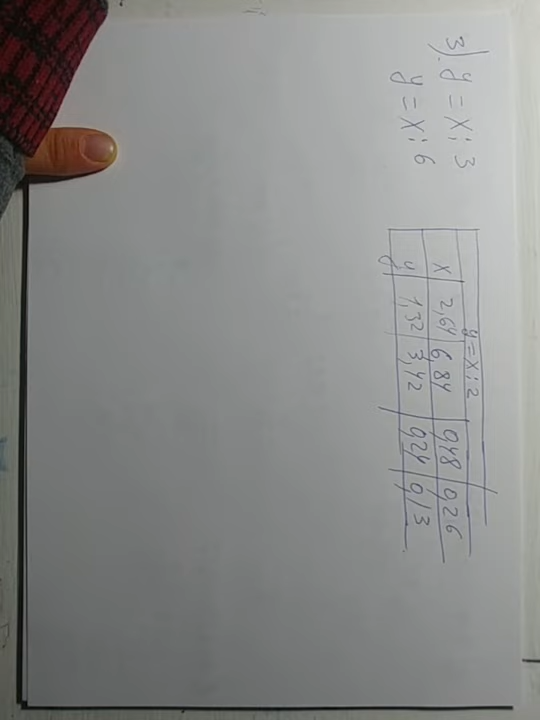 3). y = x : 3
y = x : 6
y = x : 2
x 2,64 6,84 0,48 0,26
y 1,32 3,42 0,24 0,13